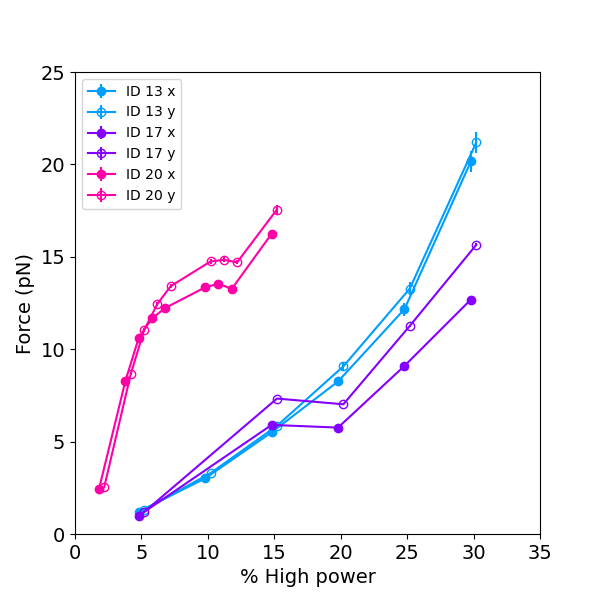 25
20
15
10
5
0
Force (pN)
ID 13 x
ID 13 y
ID 17 x
ID 17 y
ID 20 x
ID 20 y
0 5 10 15 20 25 30 35
% High power